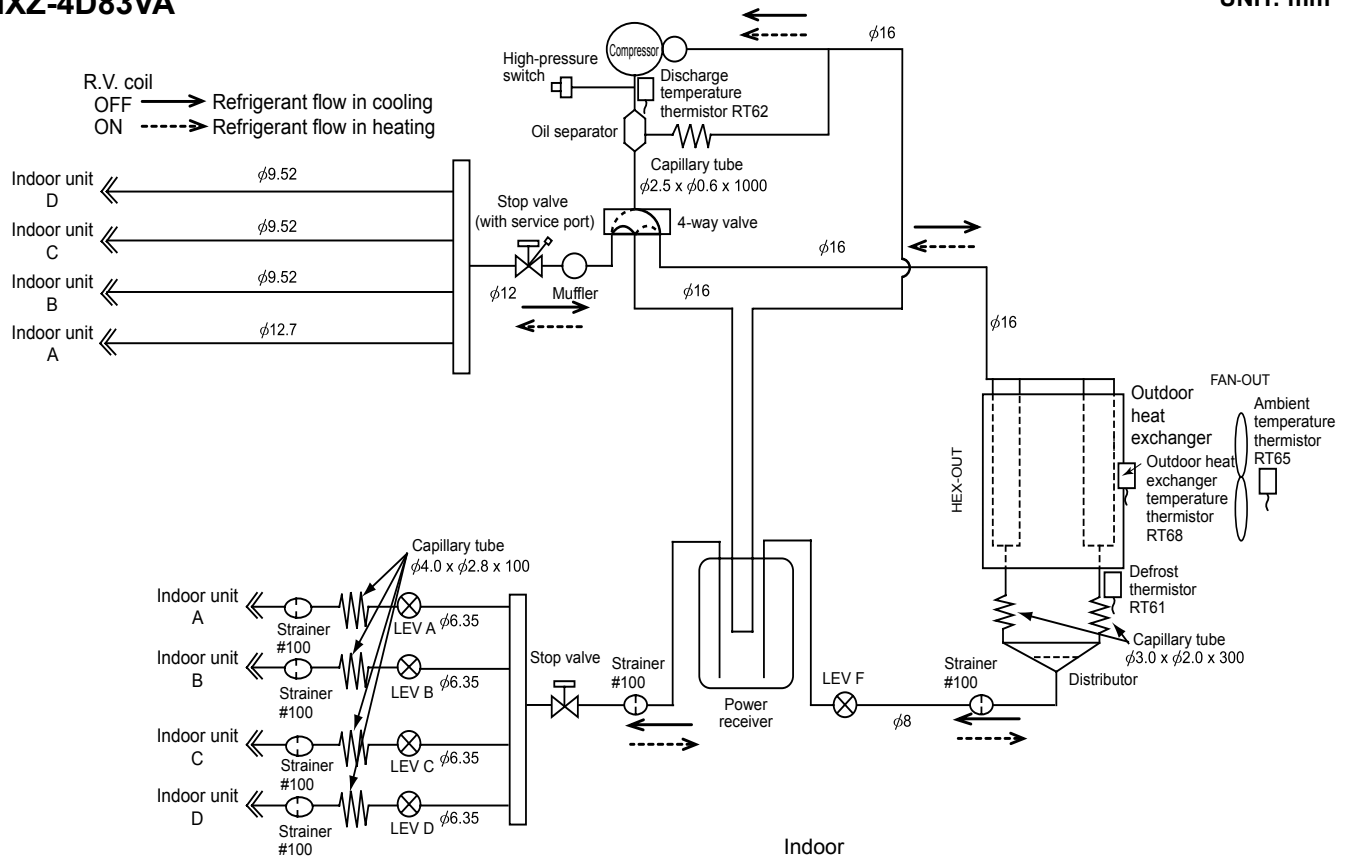 MXZ-4D83VA
UNIT: mm
R.V. coil
OFF Refrigerant flow in cooling
ON Refrigerant flow in heating
High-pressure
switch
Compressor
Discharge
temperature
thermistor RT62
Oil separator
Capillary tube
ϕ2.5 x ϕ0.6 x 1000
ϕ16
Stop valve
(with service port)
4-way valve
Indoor unit
D
ϕ9.52
Indoor unit
C
ϕ9.52
Indoor unit
B
ϕ9.52
Indoor unit
A
ϕ12.7
ϕ12
Muffler
ϕ16
ϕ16
ϕ16
FAN-OUT
Outdoor
heat
exchanger
Ambient
temperature
thermistor
RT65
HEX-OUT
Outdoor heat
exchanger
temperature
thermistor
RT68
Defrost
thermistor
RT61
Capillary tube
ϕ3.0 x ϕ2.0 x 300
Distributor
Capillary tube
ϕ4.0 x ϕ2.8 x 100
Indoor unit
A
Strainer
#100
LEV A
ϕ6.35
Indoor unit
B
Strainer
#100
LEV B
ϕ6.35
Indoor unit
C
Strainer
#100
LEV C
ϕ6.35
Indoor unit
D
Strainer
#100
LEV D
ϕ6.35
Stop valve
Strainer
#100
Power
receiver
LEV F
ϕ8
Strainer
#100
Indoor